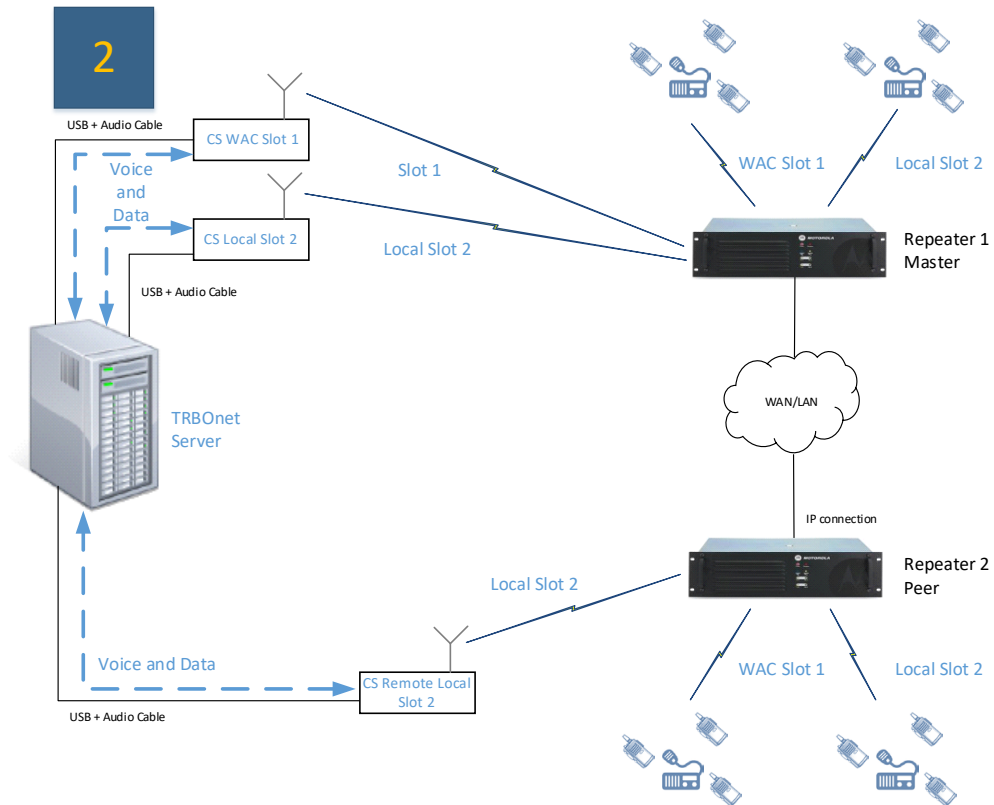 2
USB + Audio Cable
CS WAC Slot 1
Voice
and
Data
CS Local Slot 2
USB + Audio Cable
Slot 1
Local Slot 2
WAC Slot 1
Local Slot 2
MOTOROLA
Repeater 1
Master
WAN/LAN
TRBOnet
Server
IP connection
MOTOROLA
Repeater 2
Peer
Local Slot 2
Voice and Data
CS Remote Local
Slot 2
USB + Audio Cable
WAC Slot 1
Local Slot 2